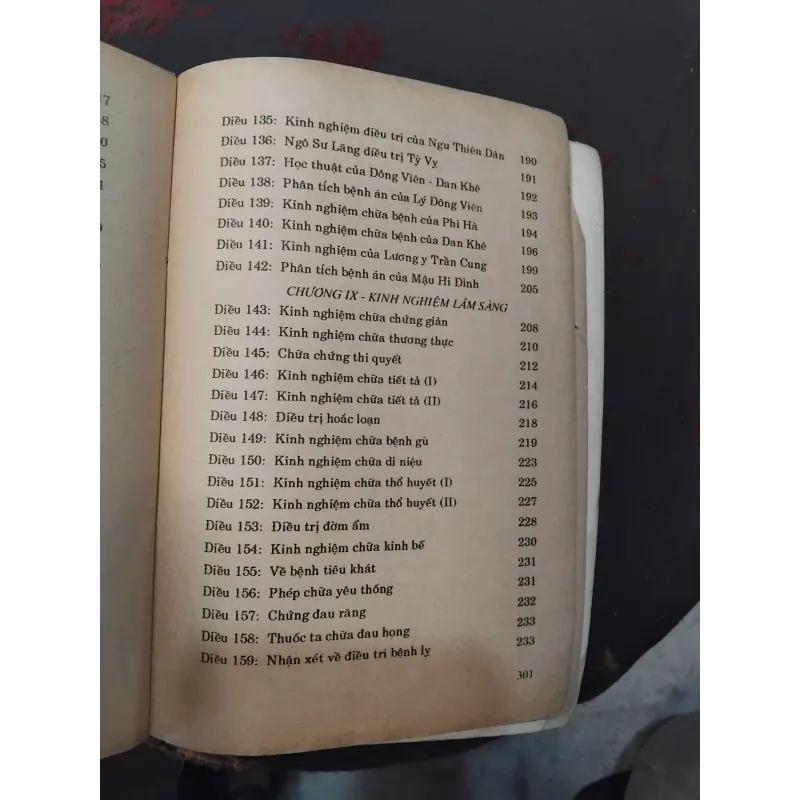 7
8
0
5
1
Điều 135: Kinh nghiệm điều trị của Ngu Thiên Dân 190
Điều 136: Ngô Sư Lãng điều trị Tỳ Vỵ 191
Điều 137: Học thuật của Đông Viên - Đan Khê 192
Điều 138: Phân tích bệnh án của Lý Đông Viên 193
Điều 139: Kinh nghiệm chữa bệnh của Phi Hà 194
Điều 140: Kinh nghiệm chữa bệnh của Đan Khê 196
Điều 141: Kinh nghiệm của Lương y Trần Cung 199
Điều 142: Phân tích bệnh án của Mậu Hi Dình 205
CHƯƠNG IX - KINH NGHIỆM LÂM SÀNG
Điều 143: Kinh nghiệm chữa chứng giản 208
Điều 144: Kinh nghiệm chữa thương thực 210
Điều 145: Chữa chứng thi quyết 212
Điều 146: Kinh nghiệm chữa tiết tả (I) 214
Điều 147: Kinh nghiệm chữa tiết tả (II) 216
Điều 148: Điều trị hoắc loạn 218
Điều 149: Kinh nghiệm chữa bệnh gù 219
Điều 150: Kinh nghiệm chữa di niệu 223
Điều 151: Kinh nghiệm chữa thổ huyết (I) 225
Điều 152: Kinh nghiệm chữa thổ huyết (II) 227
Điều 153: Điều trị đờm ẩm 228
Điều 154: Kinh nghiệm chữa kinh bế 230
Điều 155: Về bệnh tiêu khát 231
Điều 156: Phép chữa yêu thống 231
Điều 157: Chứng đau răng 232
Điều 158: Thuốc ta chữa đau họng 233
Điều 159: Nhận xét về điều trị bệnh lỵ 233
301